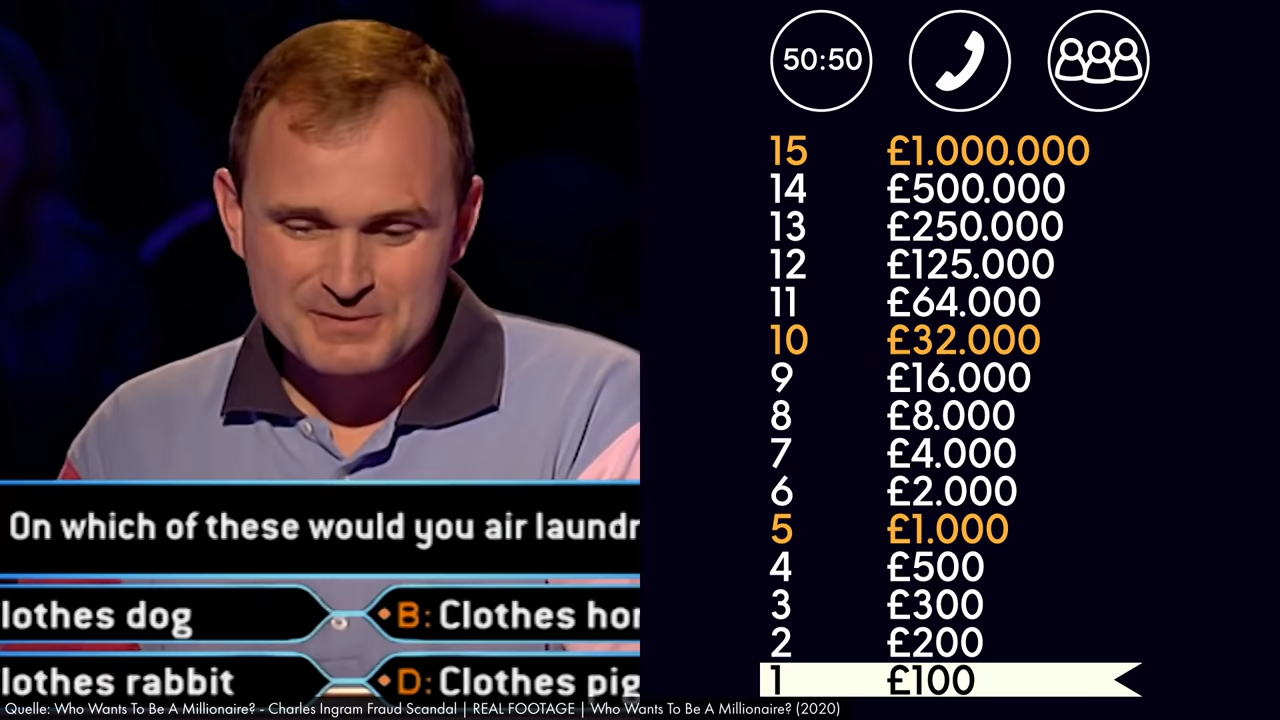 On which of these would you air laundr
lothes dog
B: Clothes hor
lothes rabbit
D: Clothes pig
Quelle: Who Wants To Be A Millionaire? - Charles Ingram Fraud Scandal | REAL FOOTAGE | Who Wants To Be A Millionaire? (2020)
50:50
15 £1.000.000
14 £500.000
13 £250.000
12 £125.000
11 £64.000
10 £32.000
9 £16.000
8 £8.000
7 £4.000
6 £2.000
5 £1.000
4 £500
3 £300
2 £200
1 £100